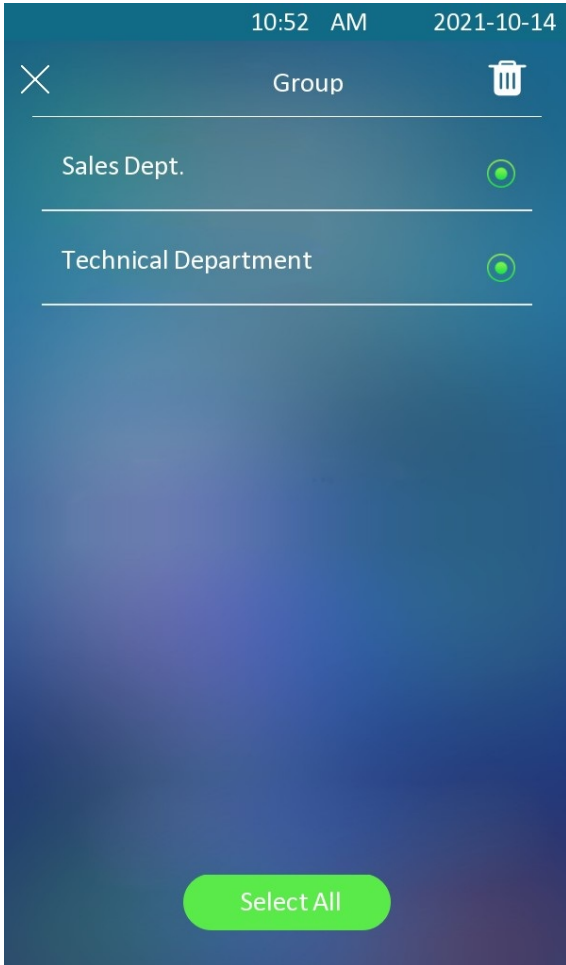 10:52 AM 2021-10-14
Group
Sales Dept.
Technical Department
Select All